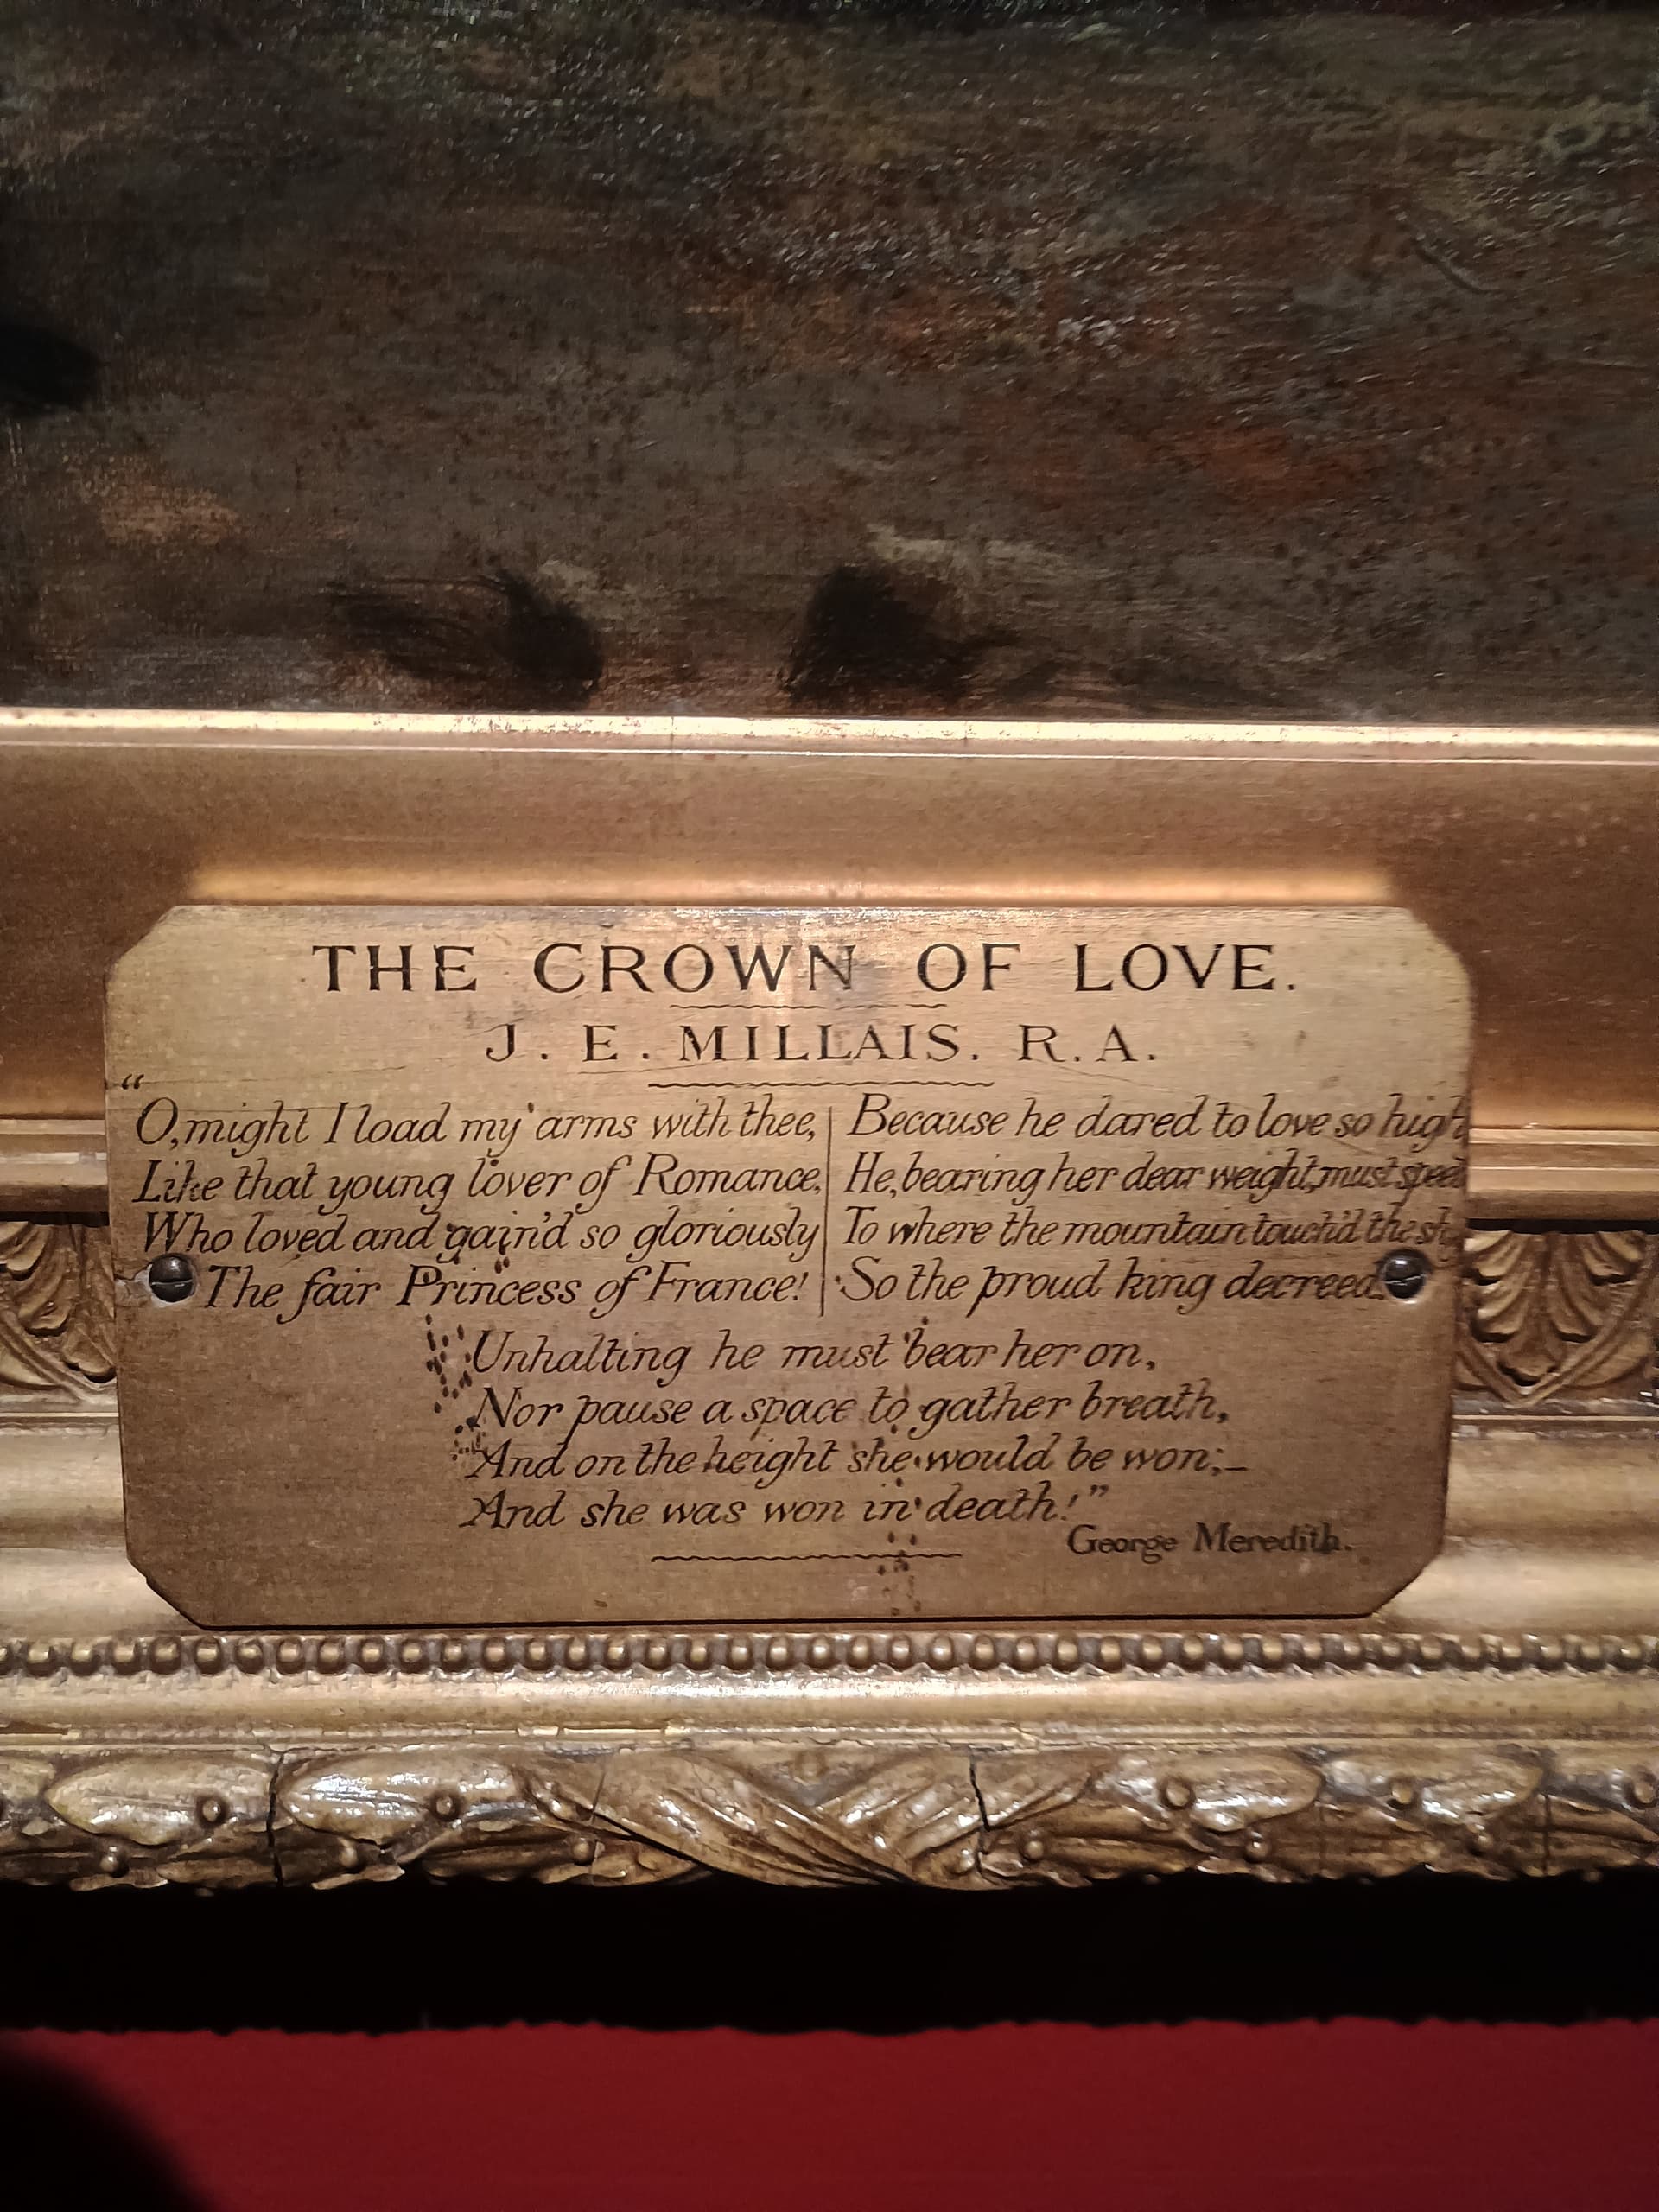 THE CROWN OF LOVE.
J. E. MILLAIS. R.A.
“
O, might I load my arms with thee,
Like that young lover of Romance,
Who loved and gain'd so gloriously
The fair Princess of France!
Because he dared to love so high
He, bearing her dear weight, must speed
To where the mountain touch'd the sky
So the proud king decreed.
Unhalting he must bear her on,
Nor pause a space to gather breath,
And on the height she would be won;–
And she was won in death!”
George Meredith.